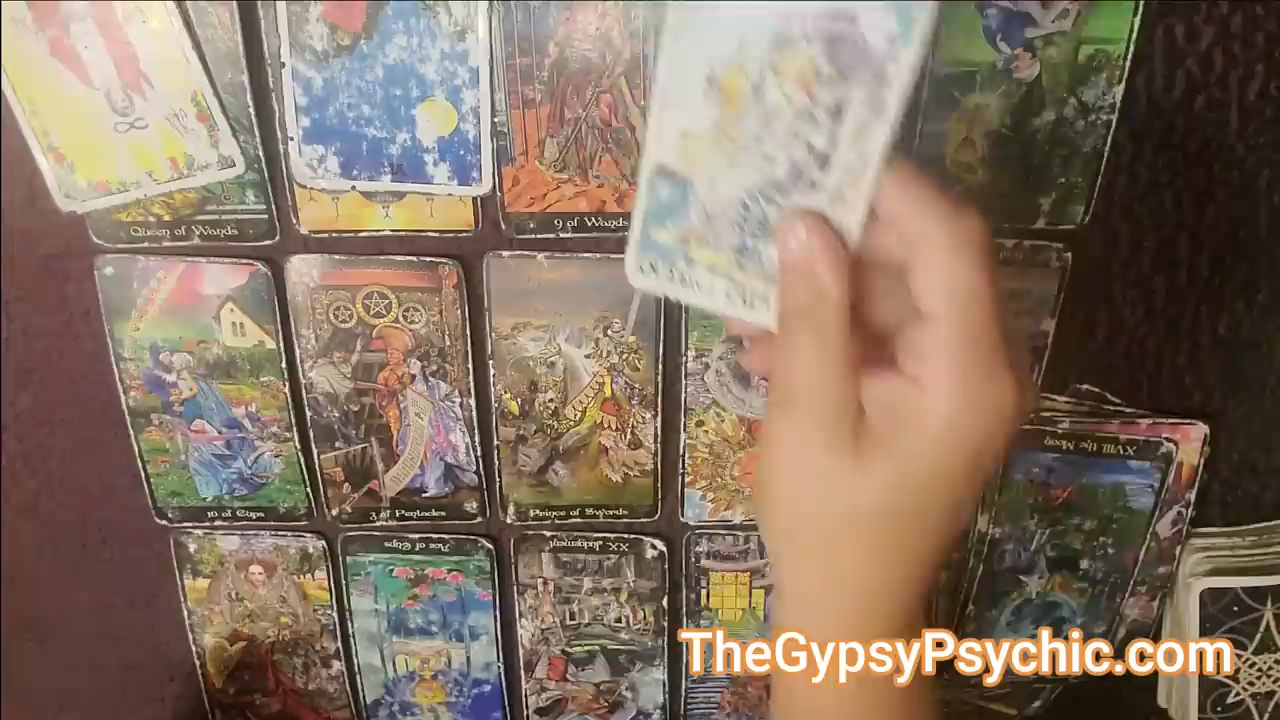 Queen of Wands
9 of Wands
10 of Cups
3 of Pentacles
Prince of Swords
XVIII. the Moon
Ace of Cups
XX. Judgement
TheGypsyPsychic.com